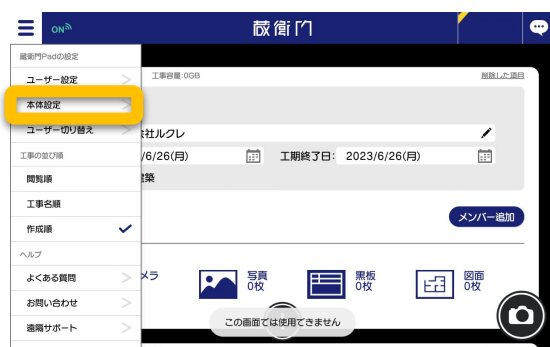 ON
蔵衛門
蔵衛門Padの設定
ユーザー設定
本体設定
ユーザー切り替え
工事の並び順
閲覧順
工事名順
作成順
ヘルプ
よくある質問
お問い合わせ
遠隔サポート
工事容量:0GB
削除した項目
社ルクレ
/6/26(月)
工期終了日: 2023/6/26(月)
築
メンバー追加
メラ
写真
0枚
黒板
0枚
図面
0枚
この画面では使用できません